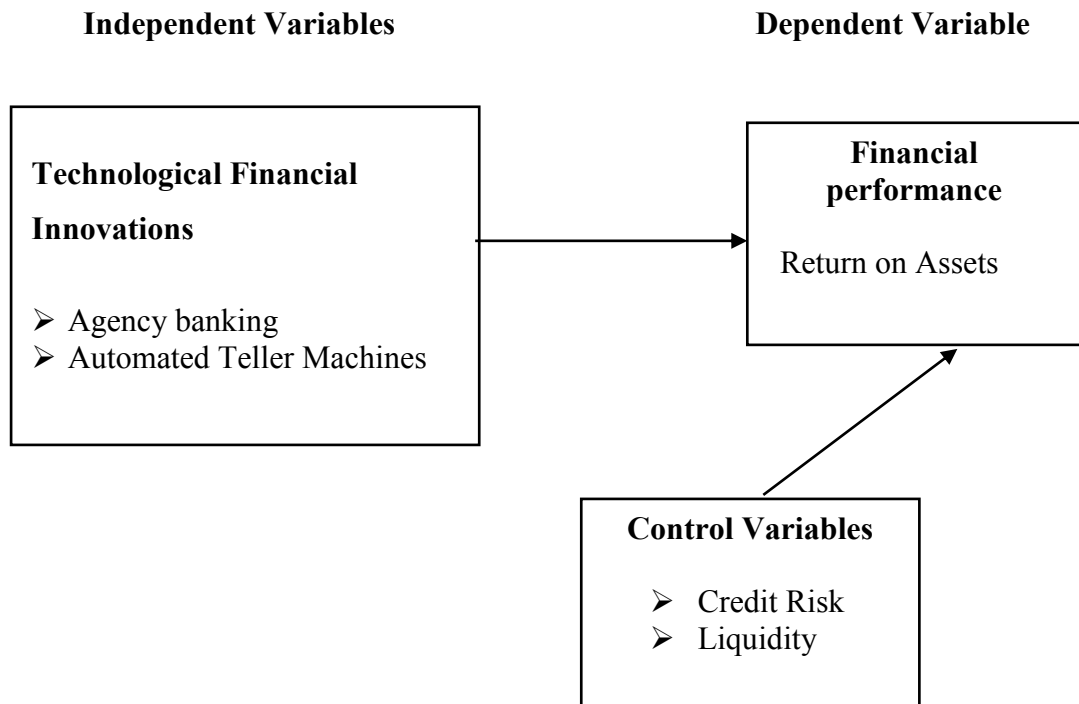 Independent Variables
Dependent Variable
Technological Financial
Innovations
➢ Agency banking
➢ Automated Teller Machines
Financial
performance
Return on Assets
Control Variables
➢ Credit Risk
➢ Liquidity